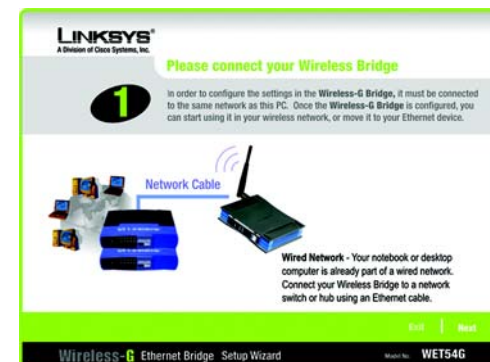 LINKSYS®
A Division of Cisco Systems, Inc.
Please connect your Wireless Bridge
1
In order to configure the settings in the Wireless-G Bridge, it must be connected
to the same network as this PC. Once the Wireless-G Bridge is configured, you
can start using it in your wireless network, or move it to your Ethernet device.
Network Cable
Wired Network - Your notebook or desktop
computer is already part of a wired network.
Connect your Wireless Bridge to a network
switch or hub using an Ethernet cable.
Exit | Next
Wireless-G Ethernet Bridge Setup Wizard
Model No. WET54G